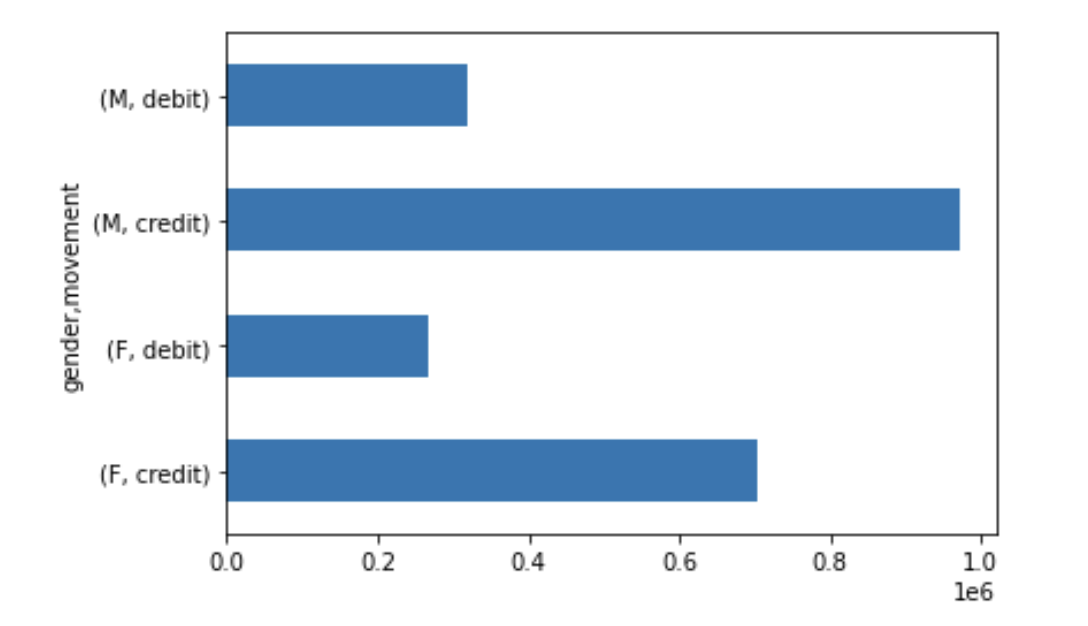 (M, debit)
(M, credit)
(F, debit)
(F, credit)
gender,movement
0.0 0.2 0.4 0.6 0.8 1.0
1e6